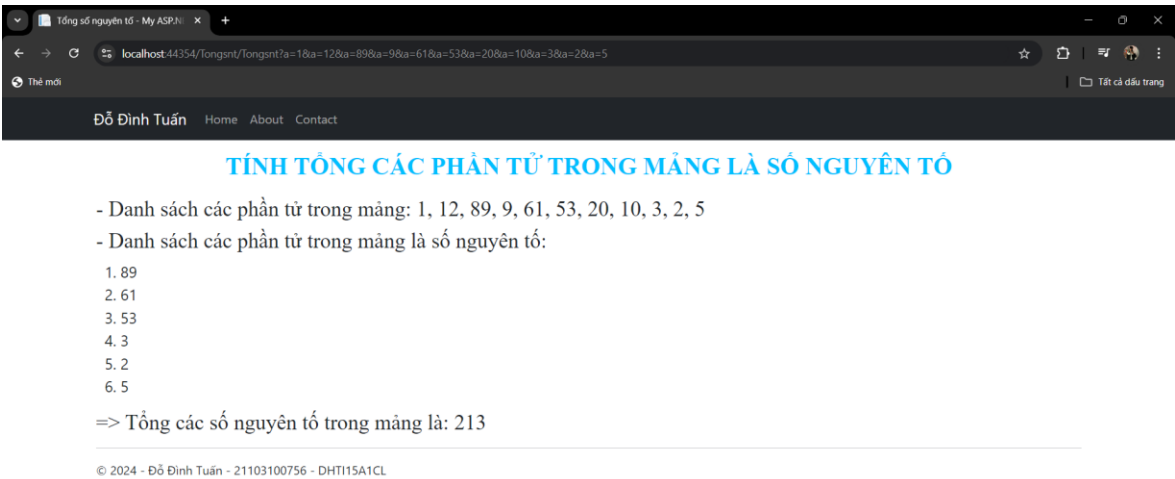 Tổng số nguyên tố - My ASP.N
localhost:44354/Tongsnt/Tongsnt?a=1&a=12&a=89&a=9&a=61&a=53&a=20&a=10&a=3&a=2&a=5
Thẻ mới
Tất cả dấu trang
Đỗ Đình Tuấn Home About Contact
TÍNH TỔNG CÁC PHẦN TỬ TRONG MẢNG LÀ SỐ NGUYÊN TỐ
- Danh sách các phần tử trong mảng: 1, 12, 89, 9, 61, 53, 20, 10, 3, 2, 5
- Danh sách các phần tử trong mảng là số nguyên tố:
1. 89
2. 61
3. 53
4. 3
5. 2
6. 5
=> Tổng các số nguyên tố trong mảng là: 213
© 2024 - Đỗ Đình Tuấn - 21103100756 - DHTI15A1CL